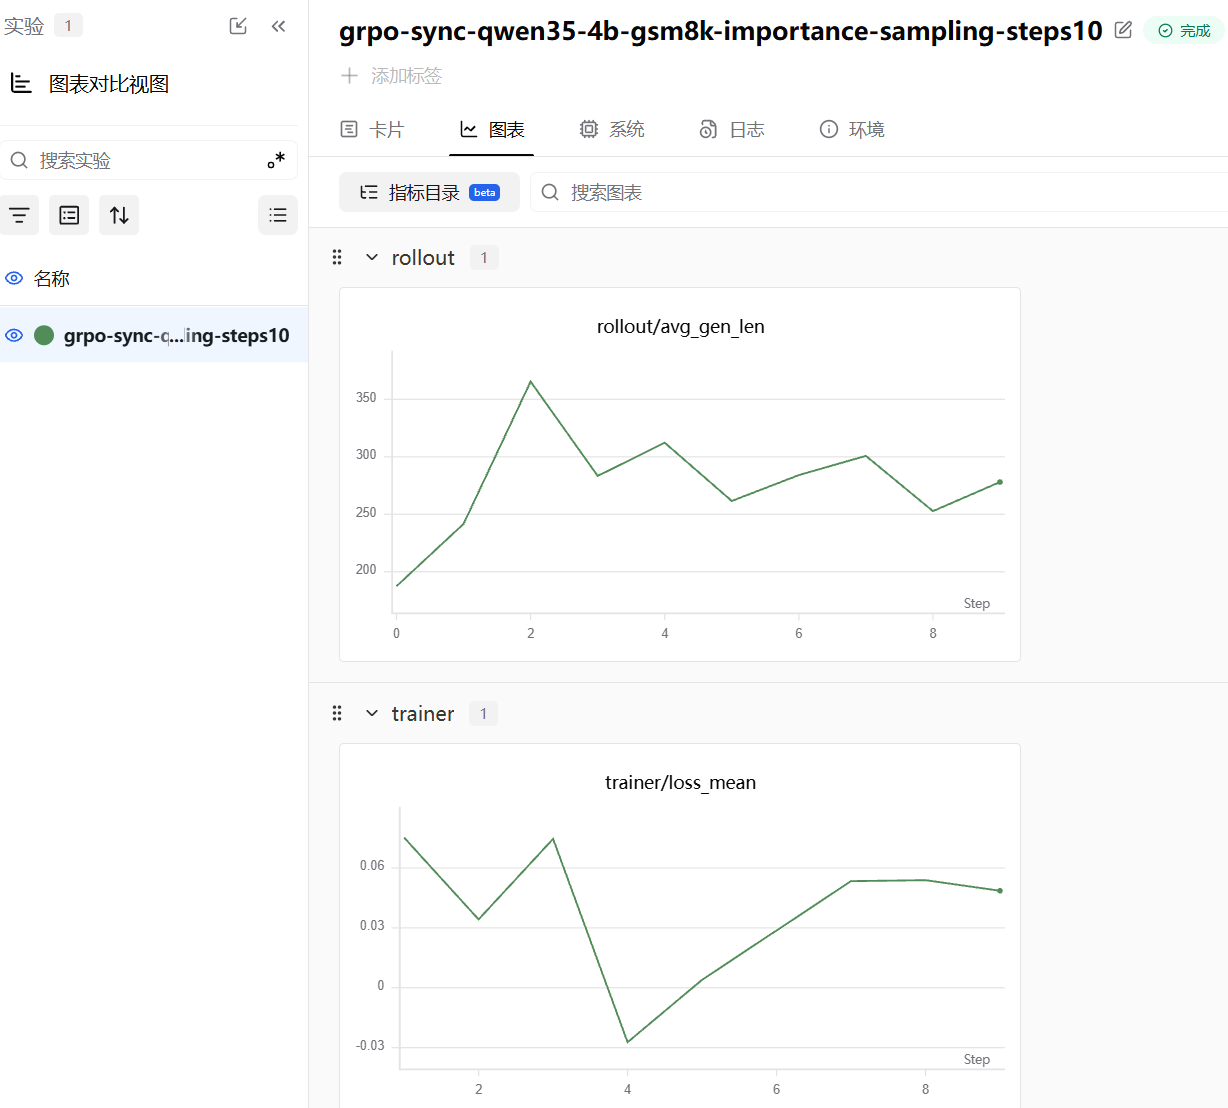 实验 1
图表对比视图
搜索实验
名称
grpo-sync-q...ling-steps10
grpo-sync-qwen35-4b-gsm8k-importance-sampling-steps10 完成
添加标签
卡片 图表 系统 日志 环境
指标目录 beta 搜索图表
rollout 1
rollout/avg_gen_len
350
300
250
200
Step
0 2 4 6 8
trainer 1
trainer/loss_mean
0.06
0.03
0
-0.03
Step
2 4 6 8